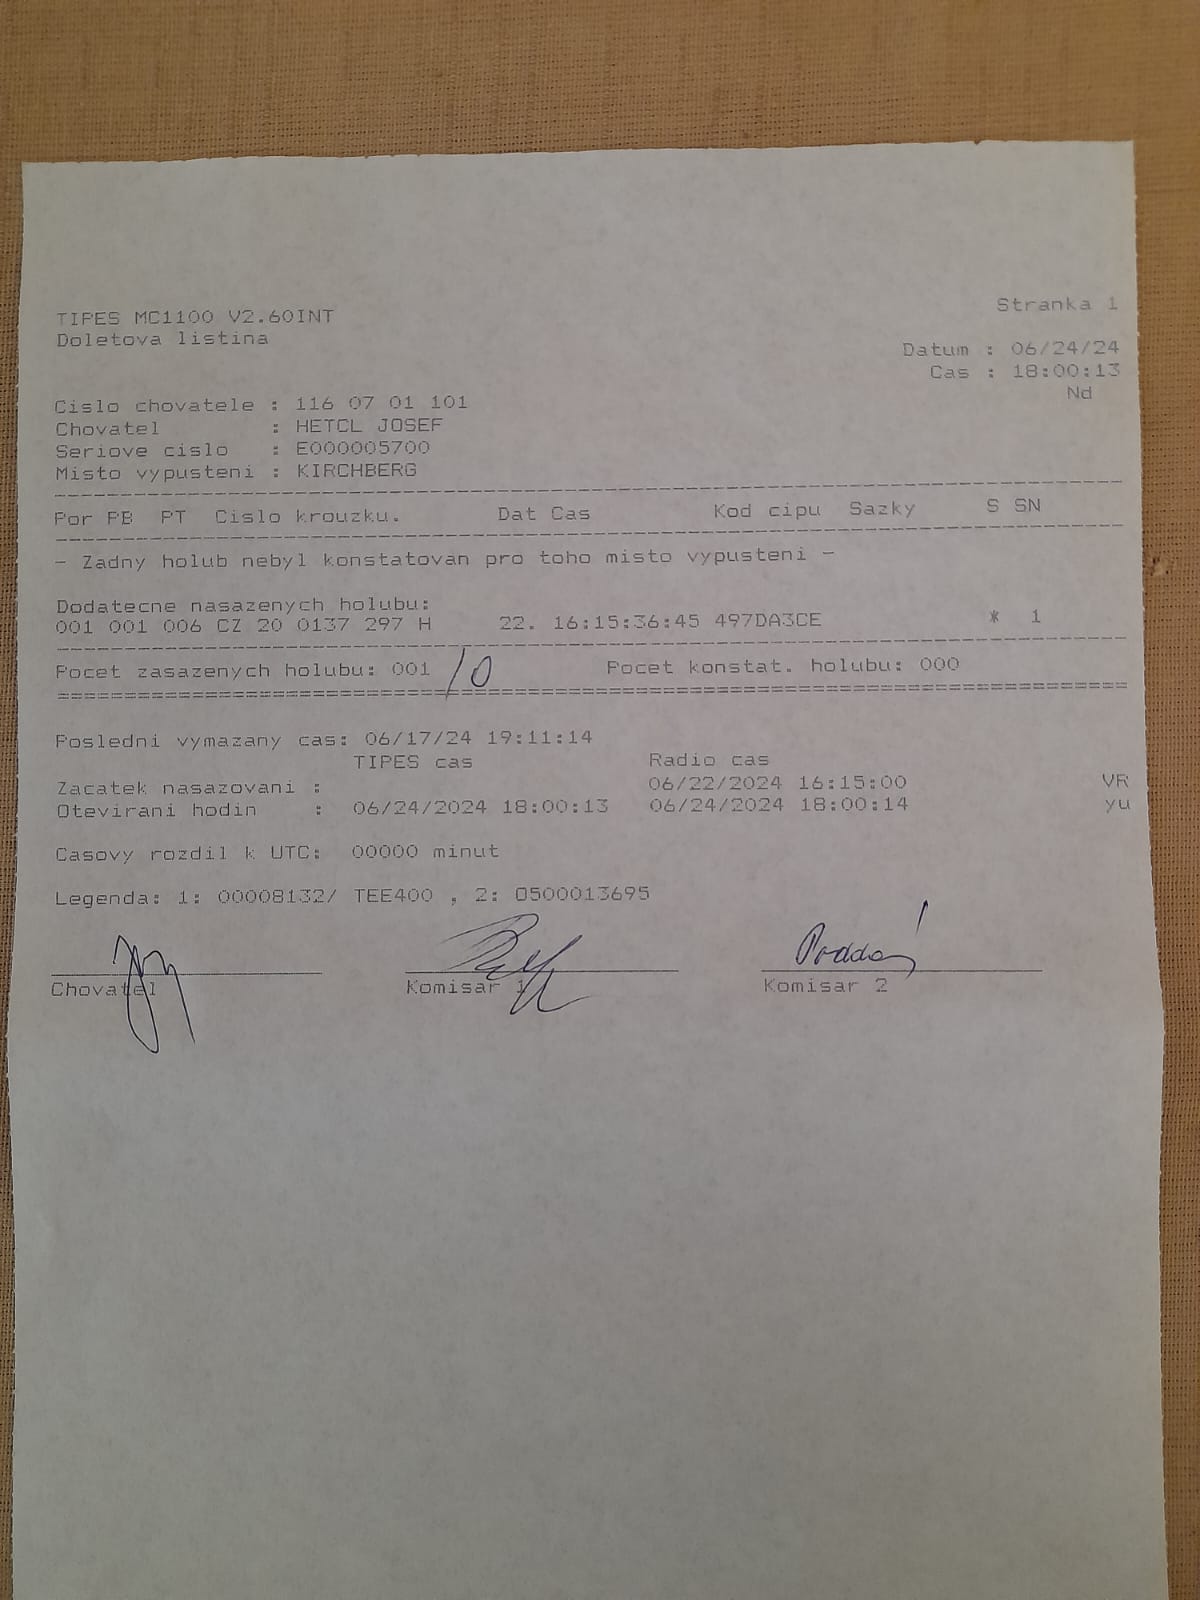 Stranka 1
TIPES MC1100 V2.60INT
Doletova listina
Datum : 06/24/24
Cas : 18:00:13
Nd
Cislo chovatele : 116 07 01 101
Chovatel : HETCL JOSEF
Seriove cislo : E000005700
Misto vypusteni : KIRCHBERG
Por PB PT Cislo krouzku. Dat Cas Kod cipu Sazky S SN
- Zadny holub nebyl konstatovan pro toho misto vypusteni -
Dodatecne nasazenych holubu:
001 001 006 CZ 20 0137 297 H 22. 16:15:36:45 497DA3CE * 1
Pocet zasazenych holubu: 001 /0 Pocet konstat. holubu: 000
Posledni vymazany cas: 06/17/24 19:11:14
TIPES cas Radio cas
Zacatek nasazovani : 06/22/2024 16:15:00 VR
Otevirani hodin : 06/24/2024 18:00:13 06/24/2024 18:00:14 yu
Casovy rozdil k UTC: 00000 minut
Legenda: 1: 00008132/ TEE400 , 2: 0500013695
Chovatel Komisar 1 Komisar 2